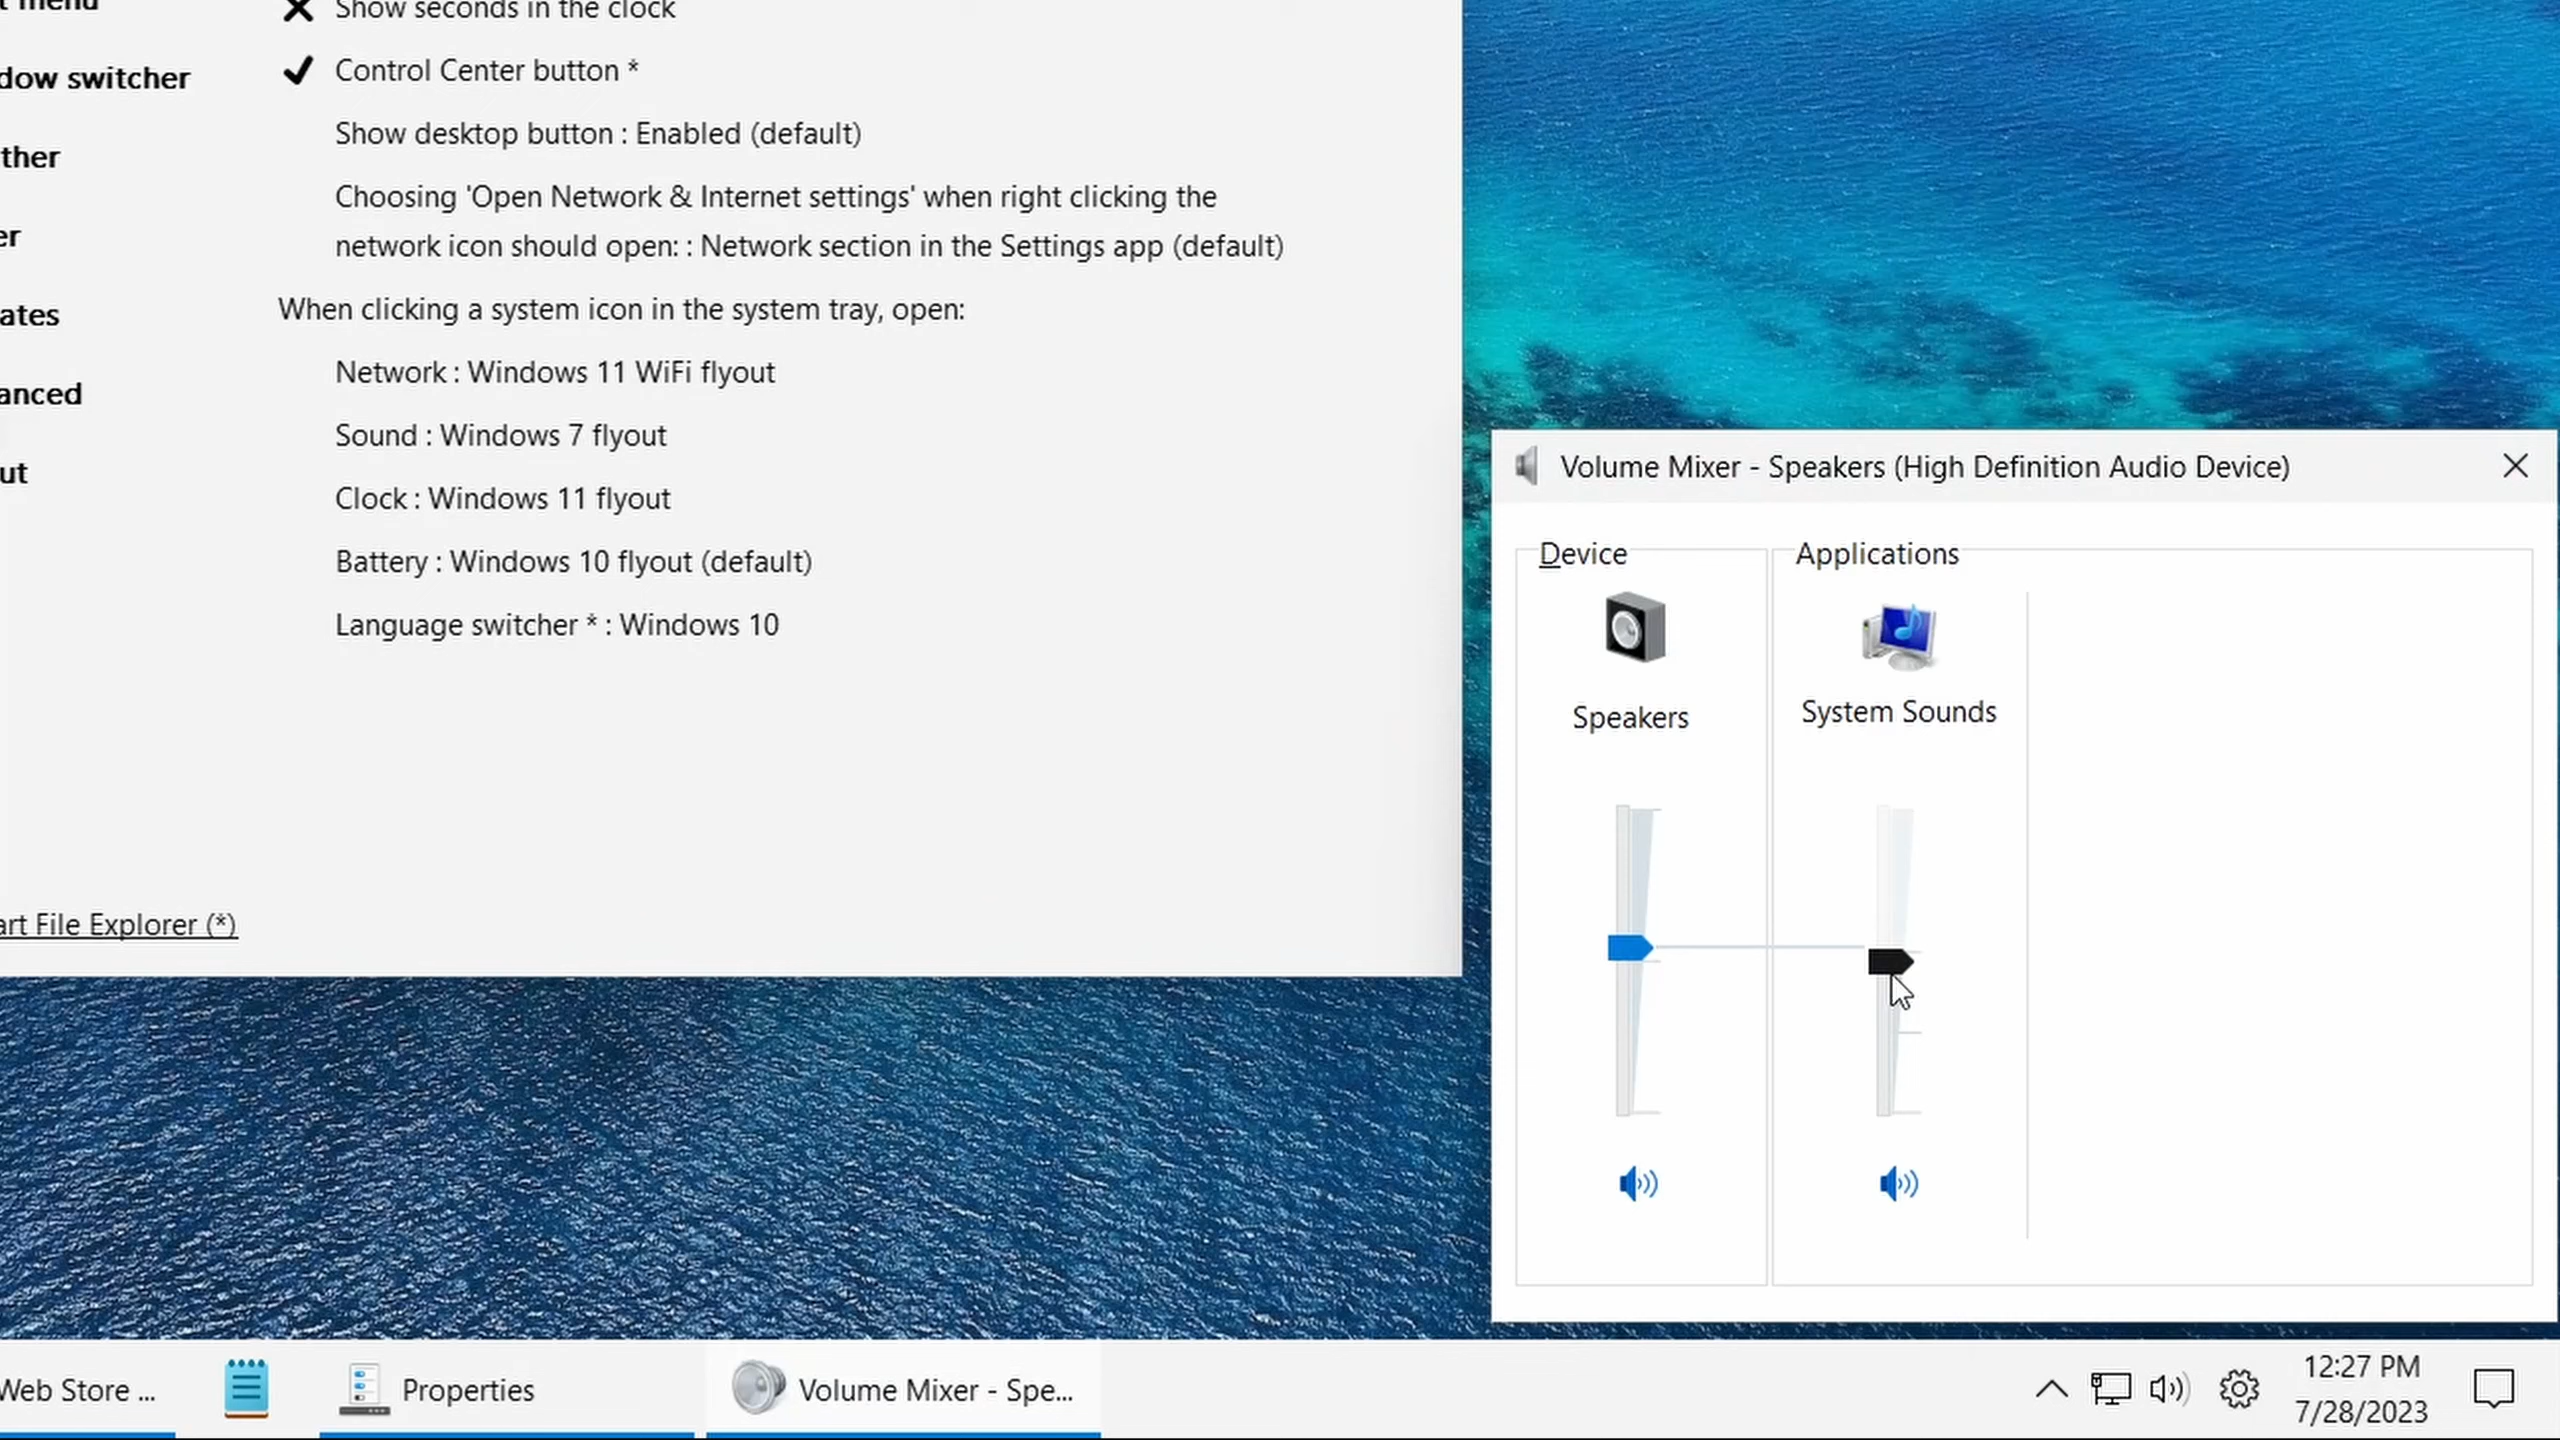 menu
dow switcher
ther
er
ates
anced
ut
art File Explorer (*)
Show seconds in the clock
Control Center button *
Show desktop button : Enabled (default)
Choosing 'Open Network & Internet settings' when right clicking the
network icon should open: : Network section in the Settings app (default)
When clicking a system icon in the system tray, open:
Network : Windows 11 WiFi flyout
Sound : Windows 7 flyout
Clock : Windows 11 flyout
Battery : Windows 10 flyout (default)
Language switcher * : Windows 10
Volume Mixer - Speakers (High Definition Audio Device)
Device
Applications
Speakers
System Sounds
Web Store ...
Properties
Volume Mixer - Spe...
12:27 PM
7/28/2023